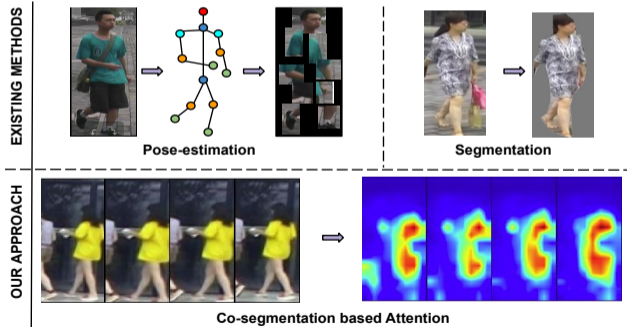 EXISTING METHODS
Pose-estimation
Segmentation
OUR APPROACH
Co-segmentation based Attention